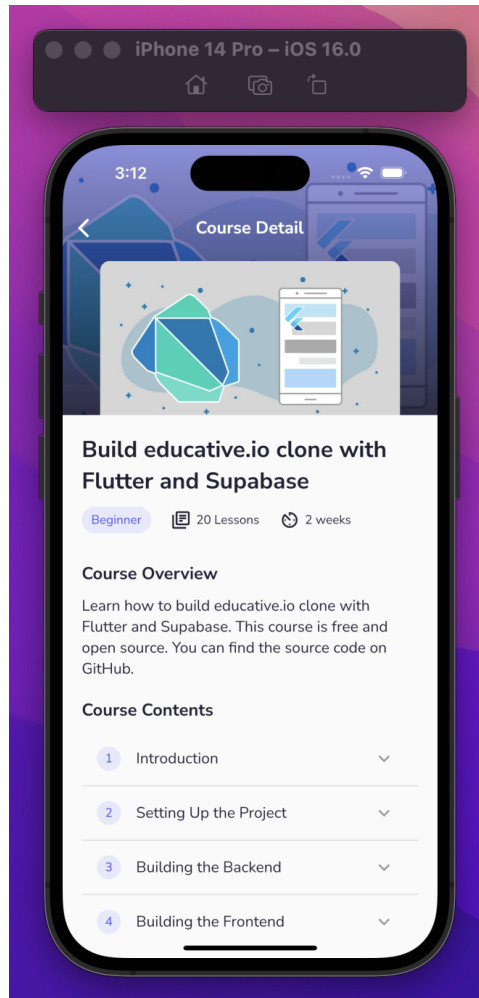 iPhone 14 Pro – iOS 16.0
3:12
Course Detail
Build educative.io clone with
Flutter and Supabase
Beginner
20 Lessons
2 weeks
Course Overview
Learn how to build educative.io clone with
Flutter and Supabase. This course is free and
open source. You can find the source code on
GitHub.
Course Contents
1 Introduction
2 Setting Up the Project
3 Building the Backend
4 Building the Frontend